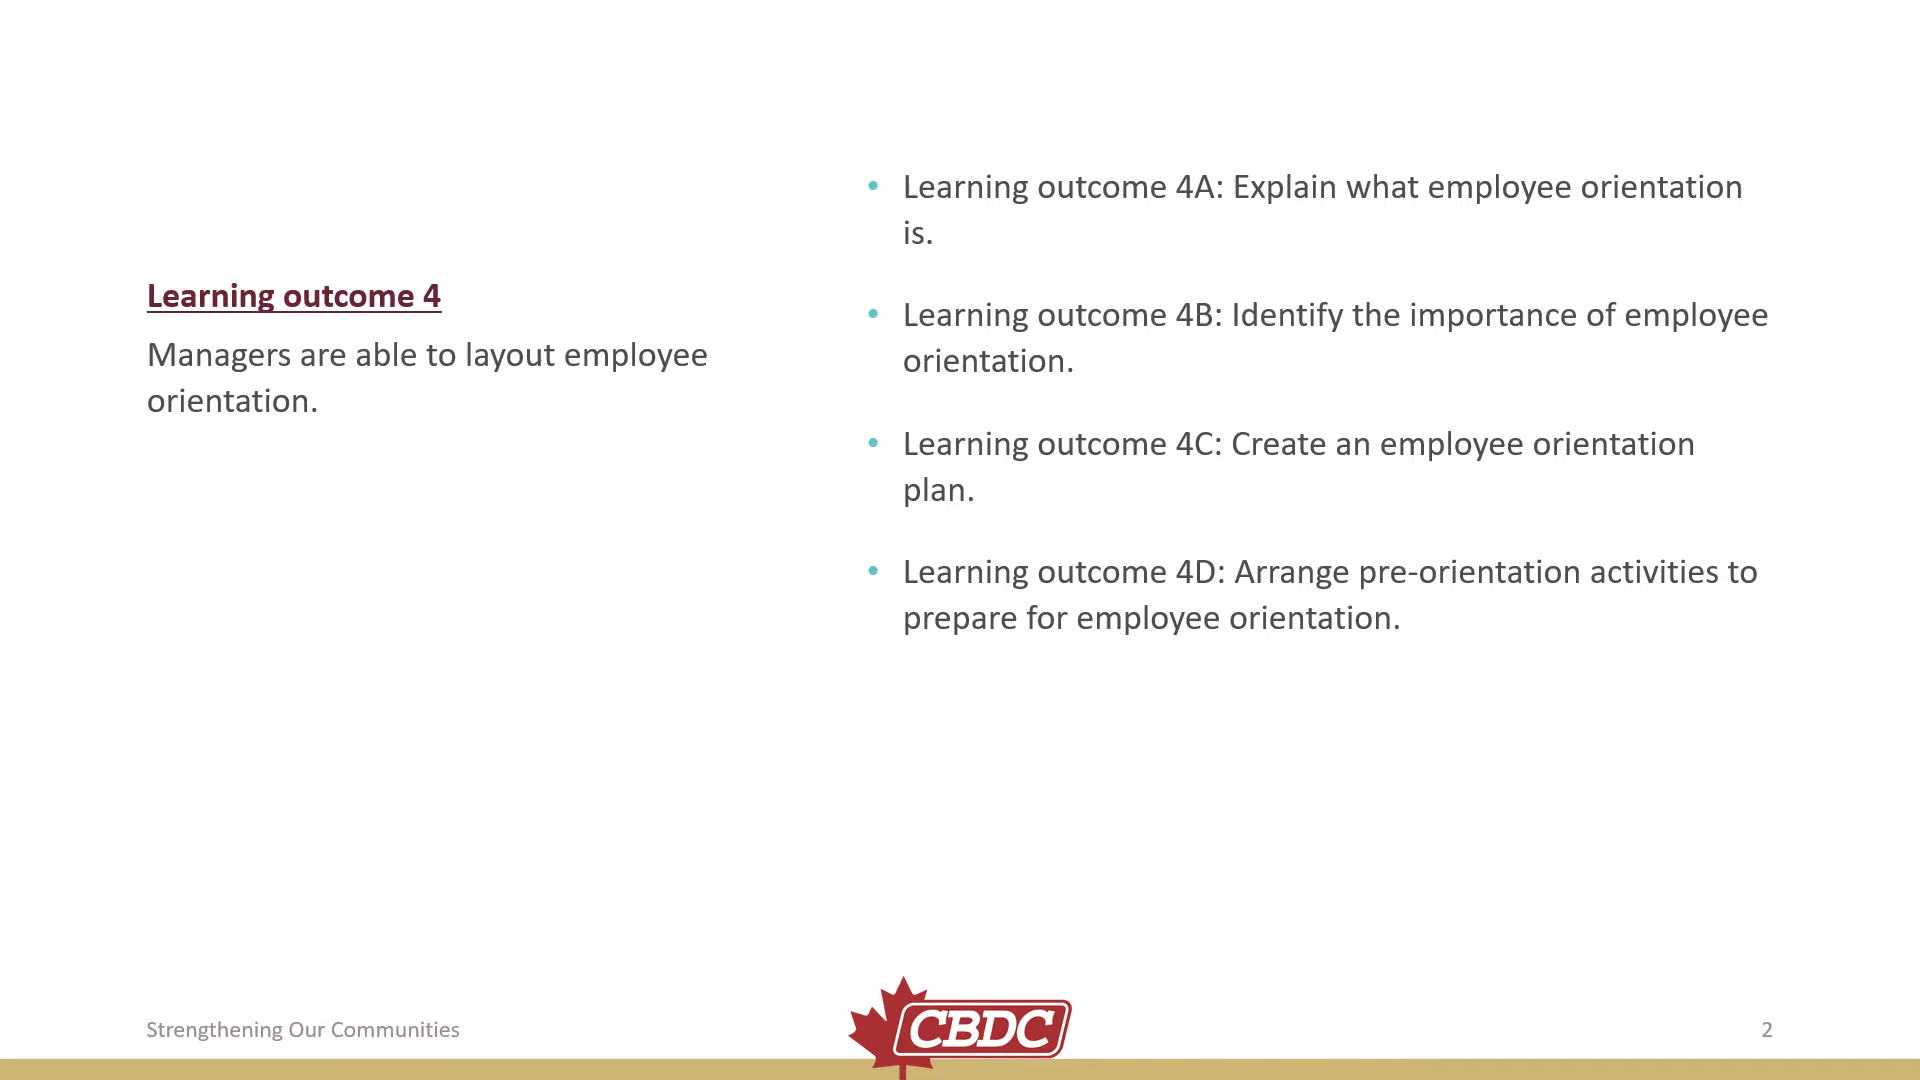 Learning outcome 4
Managers are able to layout employee
orientation.
• Learning outcome 4A: Explain what employee orientation
is.
• Learning outcome 4B: Identify the importance of employee
orientation.
• Learning outcome 4C: Create an employee orientation
plan.
• Learning outcome 4D: Arrange pre-orientation activities to
prepare for employee orientation.
Strengthening Our Communities
CBDC
2